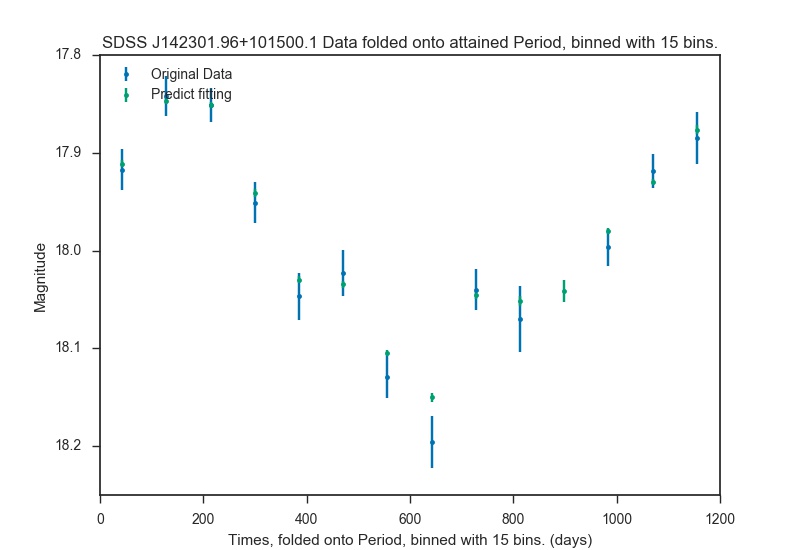 SDSS J142301.96+101500.1 Data folded onto attained Period, binned with 15 bins.
Original Data
Predict fitting
Magnitude
17.8
17.9
18.0
18.1
18.2
0 200 400 600 800 1000 1200
Times, folded onto Period, binned with 15 bins. (days)